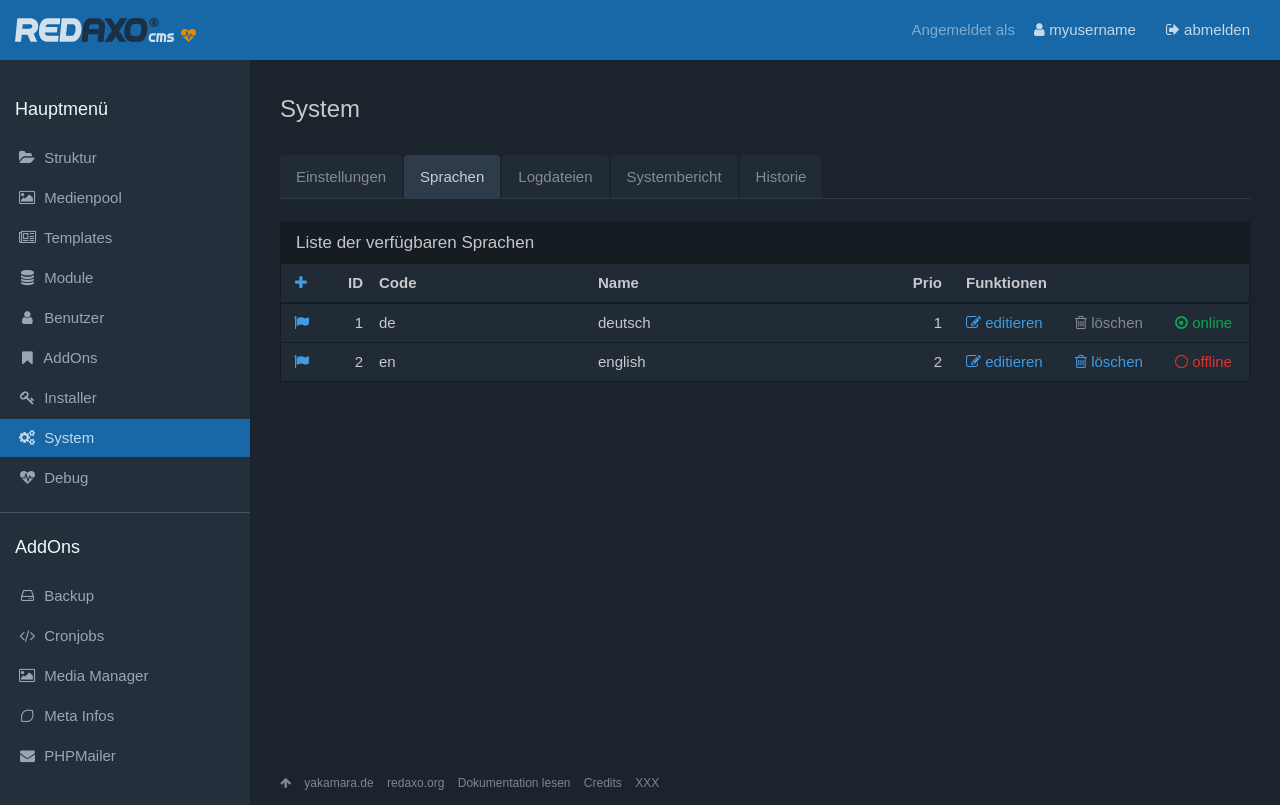 REDAXO® cms
Angemeldet als myusername abmelden
Hauptmenü
Struktur
Medienpool
Templates
Module
Benutzer
AddOns
Installer
System
Debug
AddOns
Backup
Cronjobs
Media Manager
Meta Infos
PHPMailer
System
Einstellungen Sprachen Logdateien Systembericht Historie
Liste der verfügbaren Sprachen
ID Code Name Prio Funktionen
1 de deutsch 1 editieren löschen online
2 en english 2 editieren löschen offline
yakamara.de redaxo.org Dokumentation lesen Credits XXX